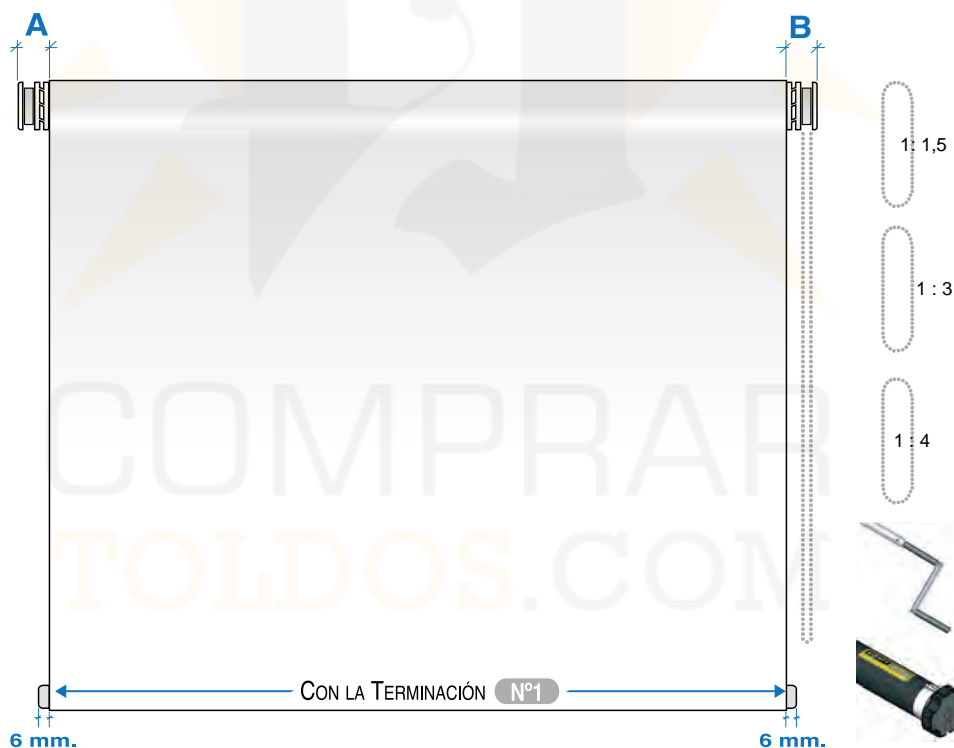 A
B
1: 1,5
1 : 3
1 : 4
COMPRAR
TOLDOS.COM
CON LA TERMINACIÓN Nº1
6 mm.
6 mm.